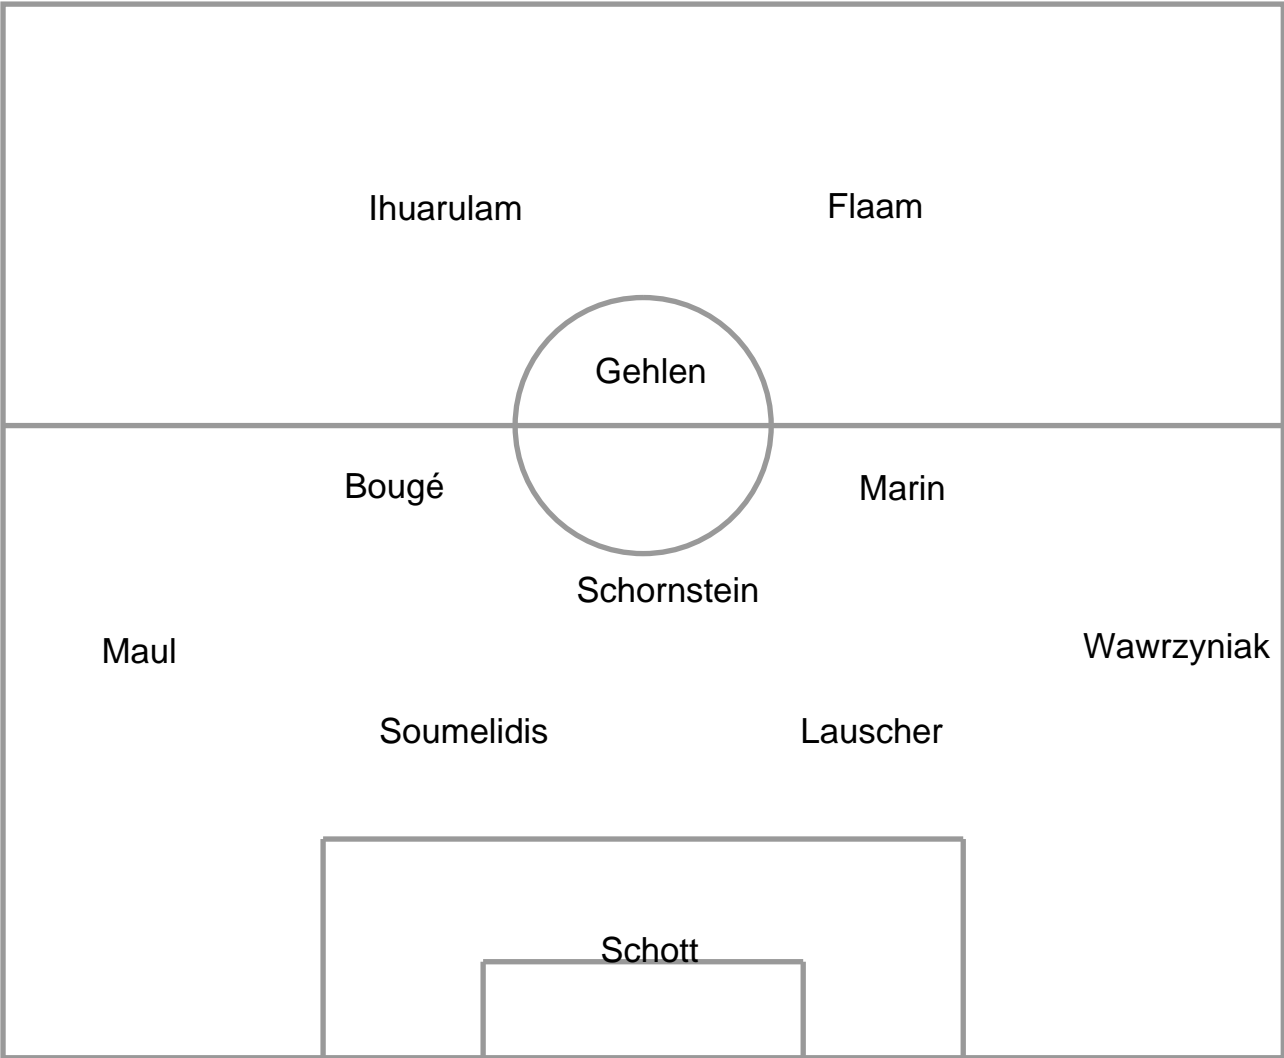 Ihuarulam
Flaam
Gehlen
Bougé
Marin
Schornstein
Maul
Wawrzyniak
Soumelidis
Lauscher
Schott